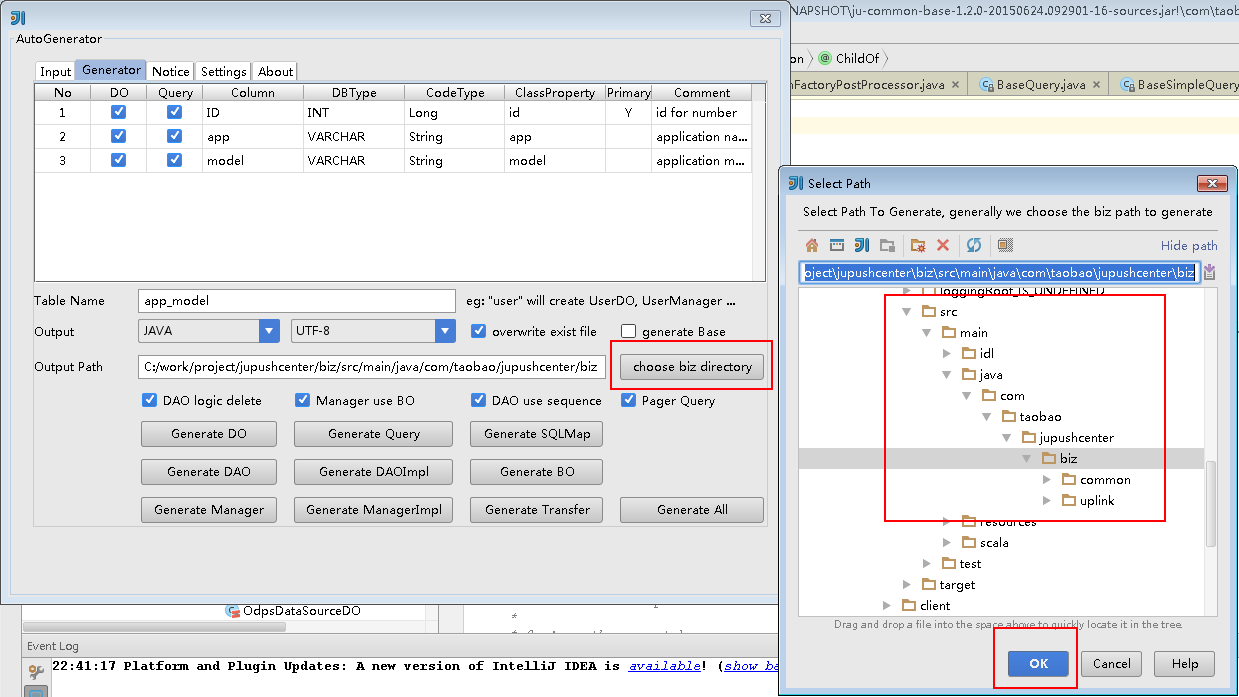 AutoGenerator
Input Generator Notice Settings About
No DO Query Column DBType CodeType ClassProperty Primary Comment
1 ID INT Long id Y id for number
2 app VARCHAR String app application na...
3 model VARCHAR String model application m...
Table Name app_model eg: "user" will create UserDO, UserManager ...
Output JAVA UTF-8 overwrite exist file generate Base
Output Path C:/work/project/jupushcenter/biz/src/main/java/com/taobao/jupushcenter/biz choose biz directory
DAO logic delete Manager use BO DAO use sequence Pager Query
Generate DO Generate Query Generate SQLMap
Generate DAO Generate DAOImpl Generate BO
Generate Manager Generate ManagerImpl Generate Transfer Generate All
NAPSHOT\ju-common-base-1.2.0-20150624.092901-16-sources.jar!\com\taob
on ChildOf
nFactoryPostProcessor.java BaseQuery.java BaseSimpleQuery
Select Path
Select Path To Generate, generally we choose the biz path to generate
Hide path
oject\jupushcenter\biz\src\main\java\com\taobao\jupushcenter\biz
loggingRoot_IS_UNDEFINED
src
main
idl
java
com
taobao
jupushcenter
biz
common
uplink
resources
scala
test
target
client
Drag and drop a file into the space above to quickly locate it in the tree.
OK Cancel Help
OdpsDataSourceDO
Event Log
22:41:17 Platform and Plugin Updates: A new version of IntelliJ IDEA is available! (show ba